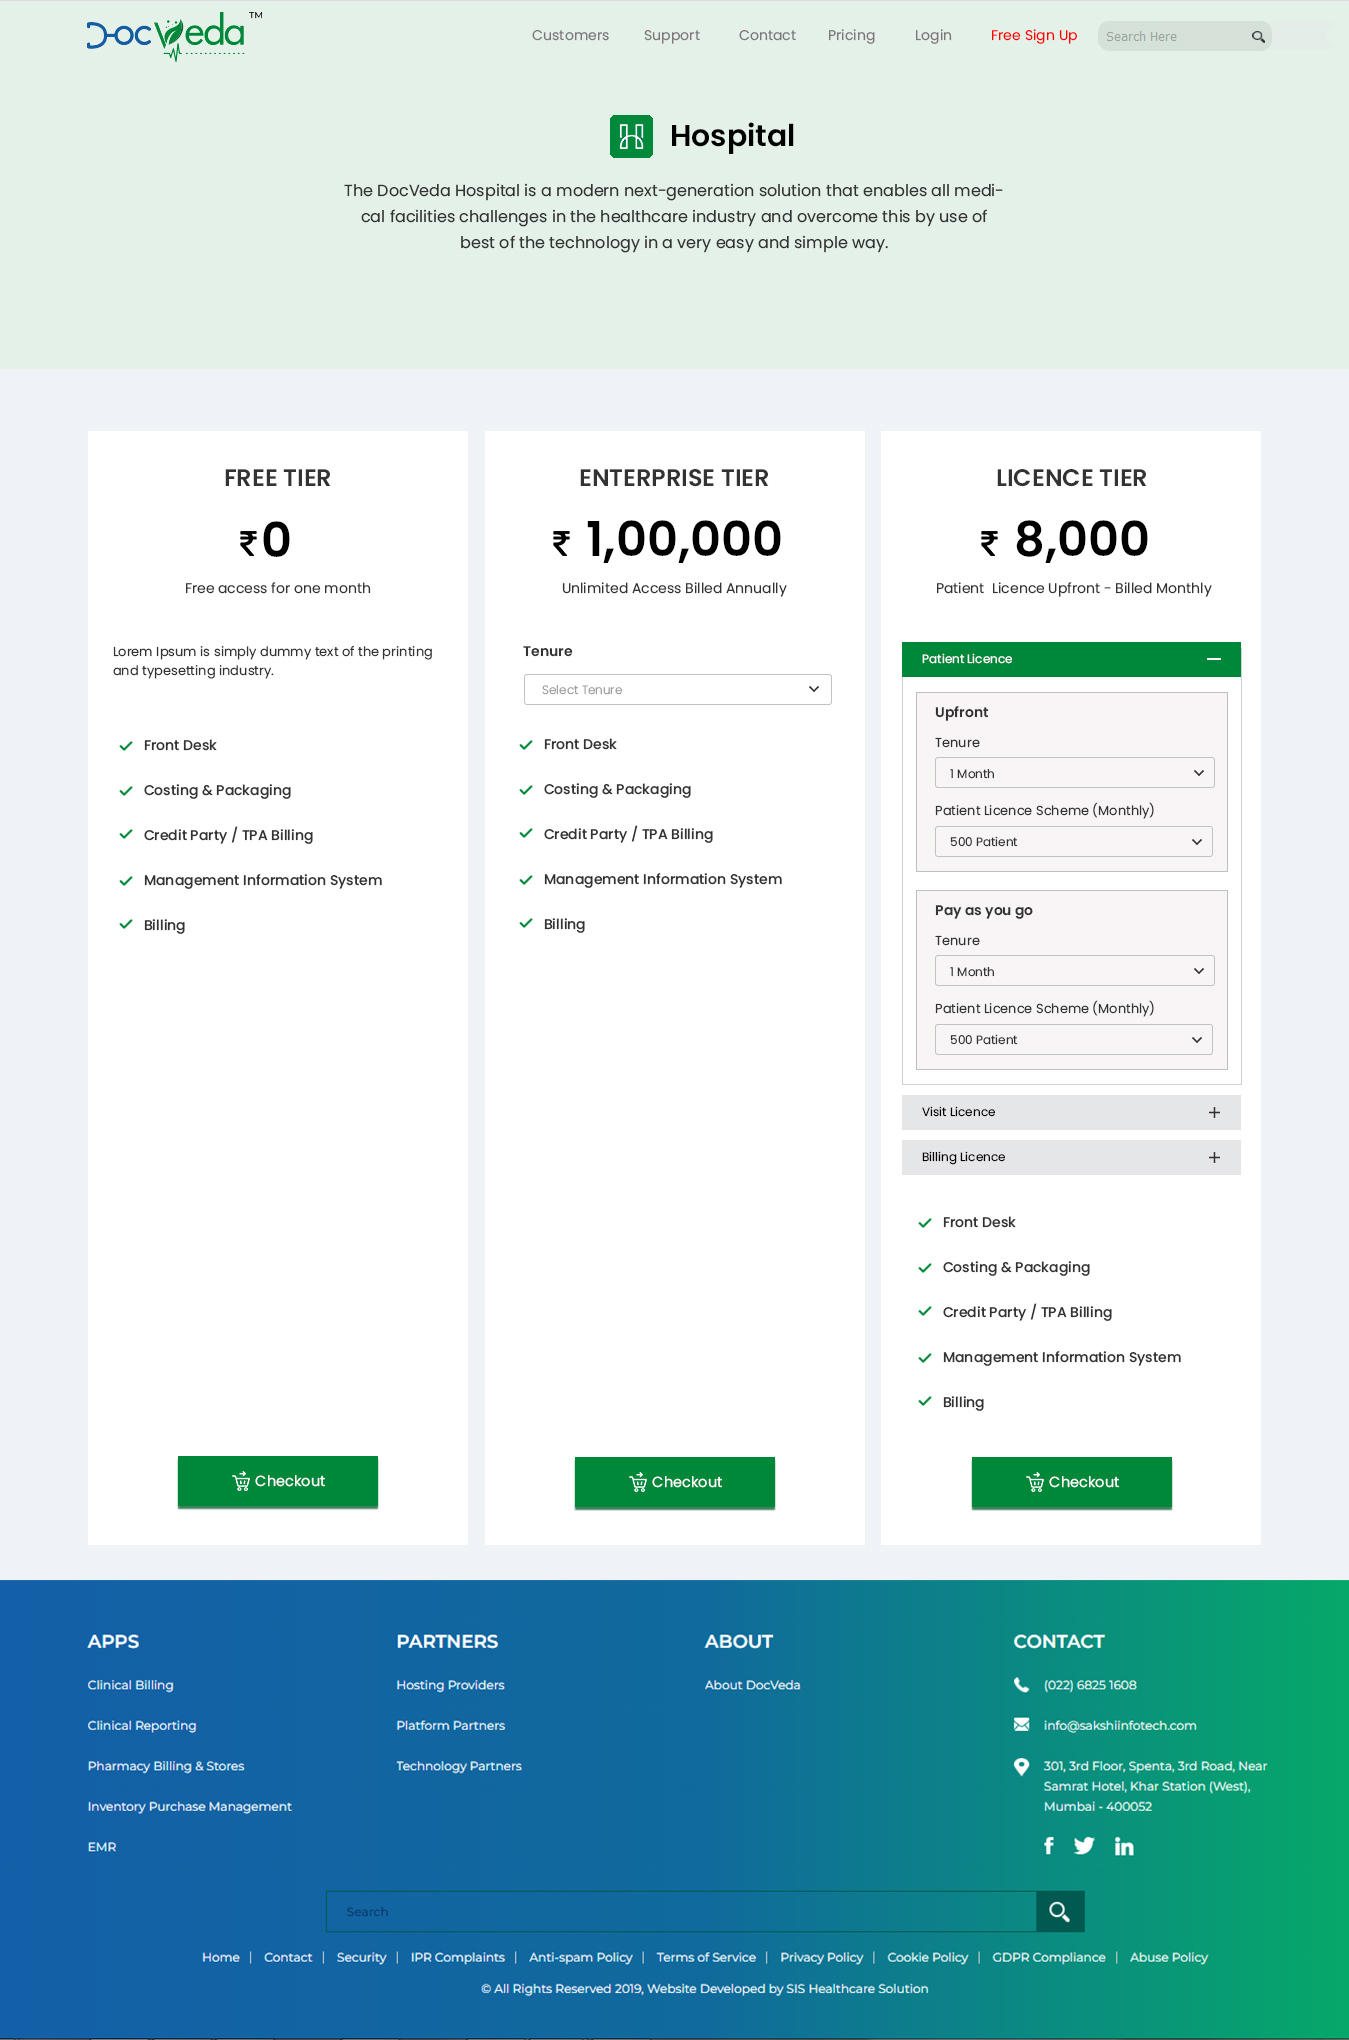 DocVeda TM
Customers Support Contact Pricing Login Free Sign Up Search Here
Hospital
The DocVeda Hospital is a modern next-generation solution that enables all medi-
cal facilities challenges in the healthcare industry and overcome this by use of
best of the technology in a very easy and simple way.
FREE TIER
₹0
Free access for one month
Lorem Ipsum is simply dummy text of the printing
and typesetting industry.
Front Desk
Costing & Packaging
Credit Party / TPA Billing
Management Information System
Billing
Checkout
ENTERPRISE TIER
₹ 1,00,000
Unlimited Access Billed Annually
Tenure
Select Tenure
Front Desk
Costing & Packaging
Credit Party / TPA Billing
Management Information System
Billing
Checkout
LICENCE TIER
₹ 8,000
Patient Licence Upfront - Billed Monthly
Patient Licence
Upfront
Tenure
1 Month
Patient Licence Scheme (Monthly)
500 Patient
Pay as you go
Tenure
1 Month
Patient Licence Scheme (Monthly)
500 Patient
Visit Licence
Billing Licence
Front Desk
Costing & Packaging
Credit Party / TPA Billing
Management Information System
Billing
Checkout
APPS
Clinical Billing
Clinical Reporting
Pharmacy Billing & Stores
Inventory Purchase Management
EMR
PARTNERS
Hosting Providers
Platform Partners
Technology Partners
ABOUT
About DocVeda
CONTACT
(022) 6825 1608
info@sakshiinfotech.com
301, 3rd Floor, Spenta, 3rd Road, Near
Samrat Hotel, Khar Station (West),
Mumbai - 400052
Search
Home | Contact | Security | IPR Complaints | Anti-spam Policy | Terms of Service | Privacy Policy | Cookie Policy | GDPR Compliance | Abuse Policy
© All Rights Reserved 2019, Website Developed by SIS Healthcare Solution